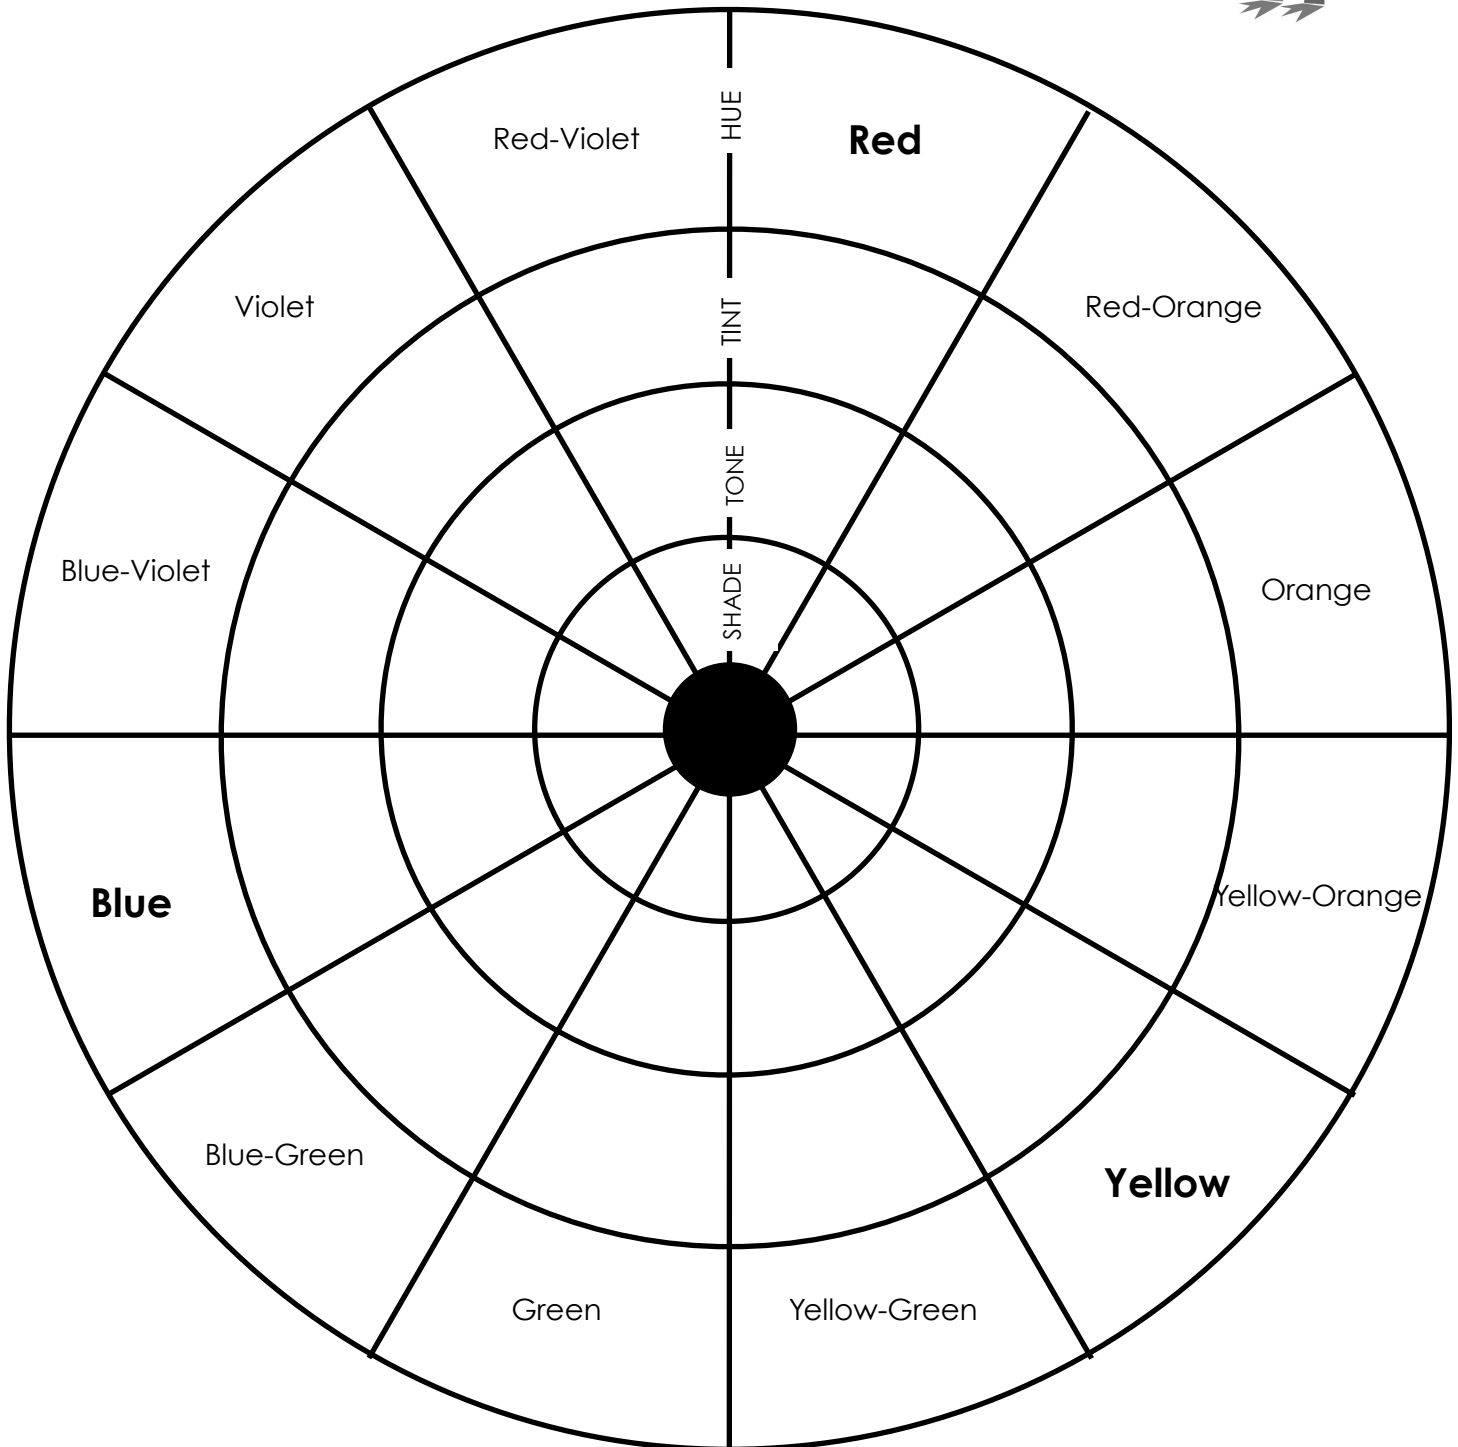 HUE
Red-Violet
Red
Violet
TINT
Red-Orange
TONE
Blue-Violet
SHADE
Orange
Blue
Yellow-Orange
Blue-Green
Yellow
Green
Yellow-Green